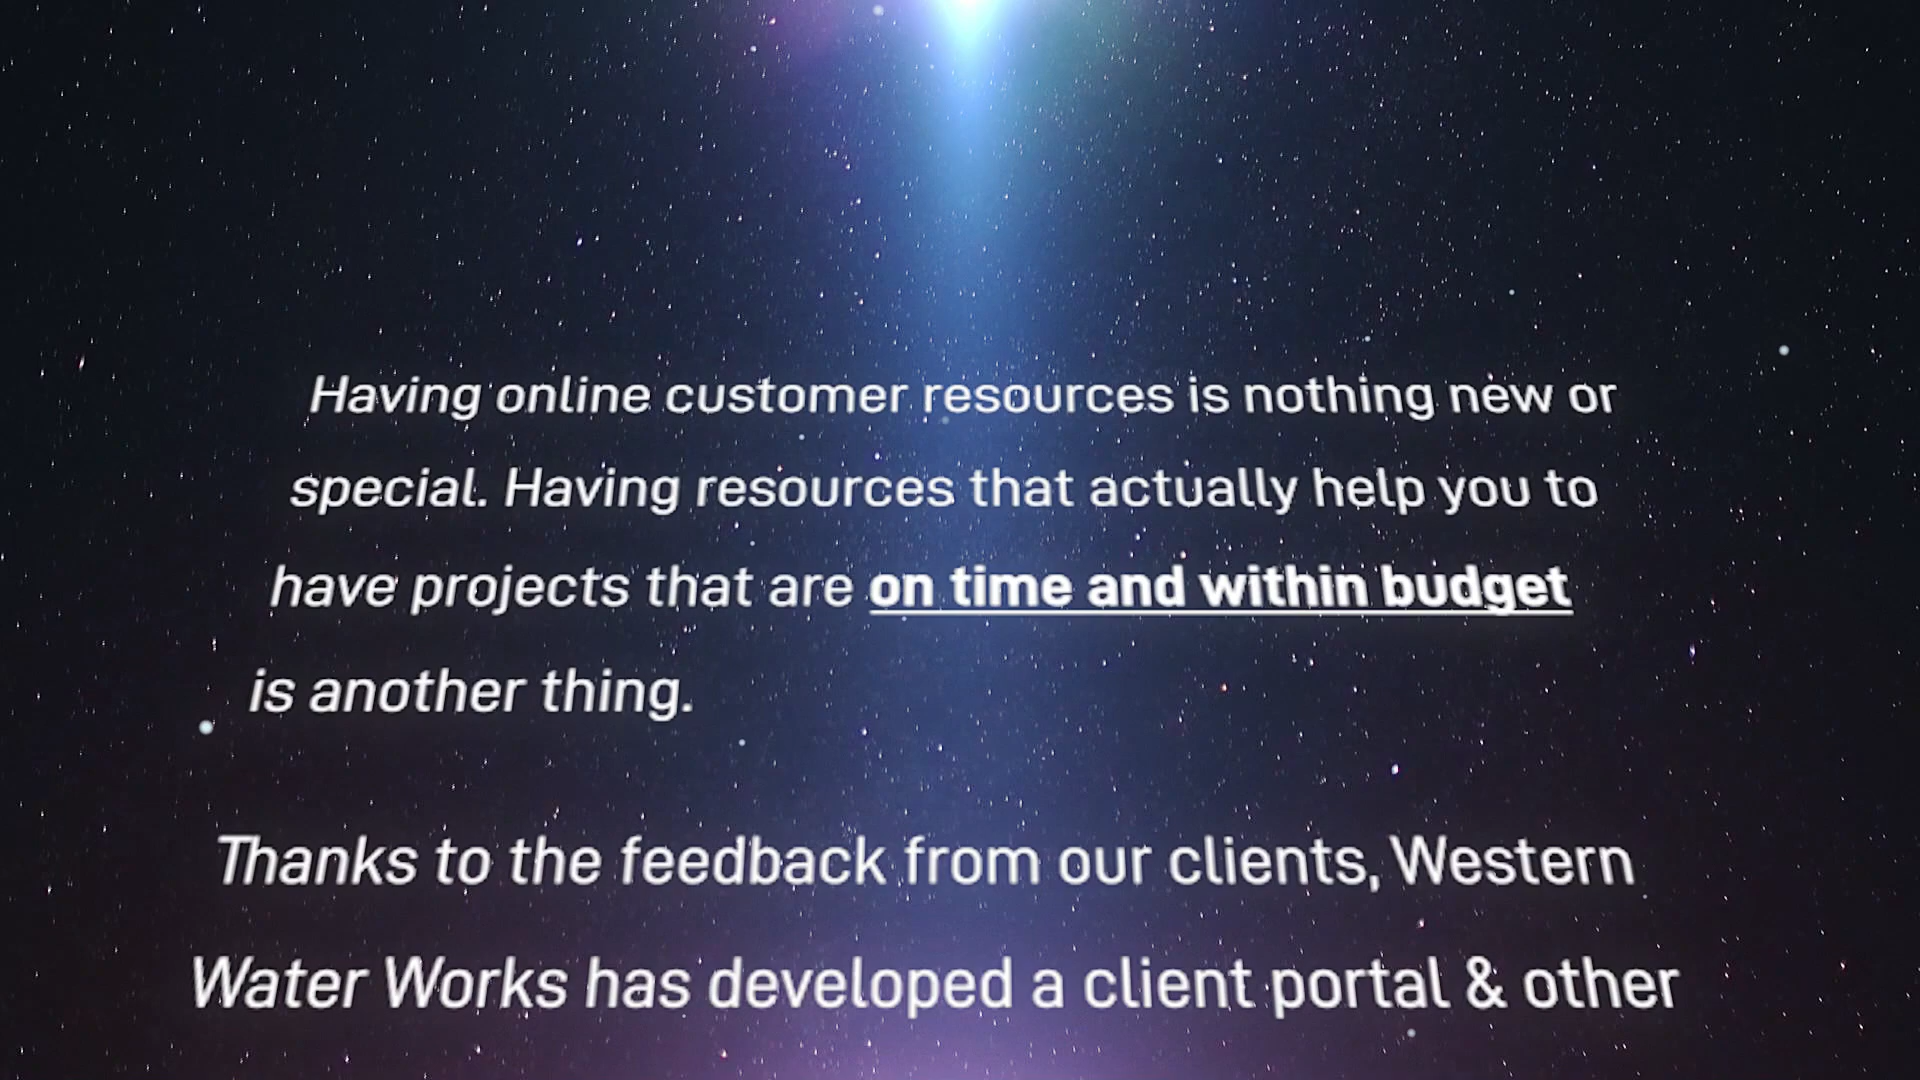 Having online customer resources is nothing new or
special. Having resources that actually help you to
have projects that are on time and within budget
is another thing.
Thanks to the feedback from our clients, Western
Water Works has developed a client portal & other